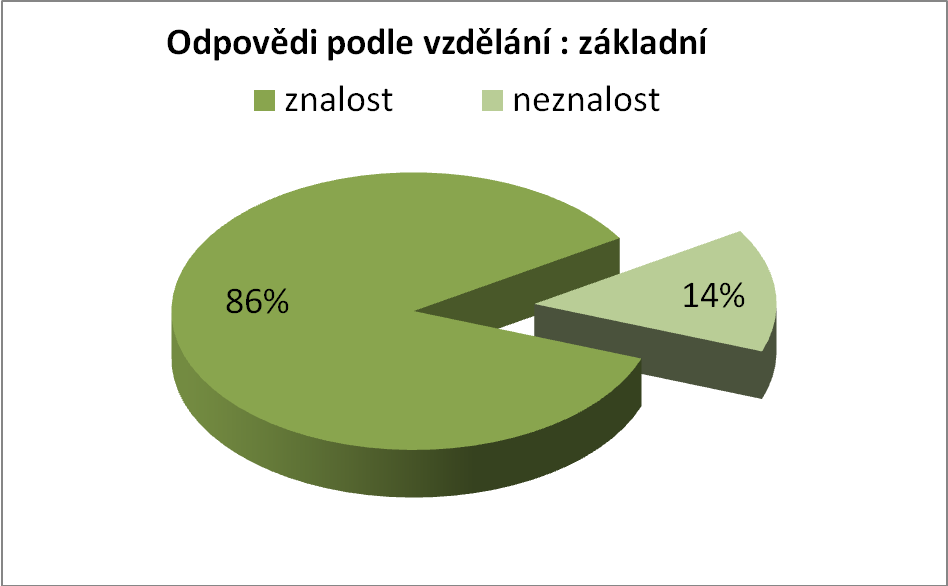 Odpovědi podle vzdělání : základní
znalost neznalost
86%
14%